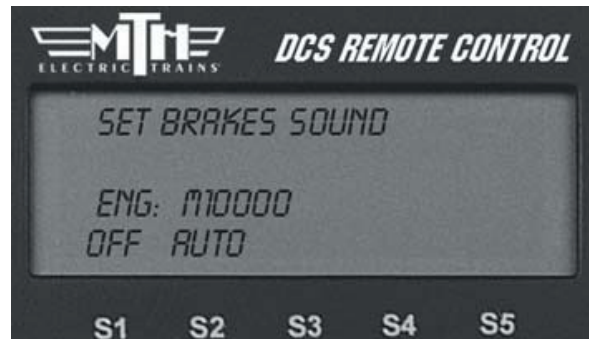 MTH DCS REMOTE CONTROL
ELECTRIC TRAINS
SET BRAKES SOUND
ENG: M10000
OFF AUTO
S1 S2 S3 S4 S5